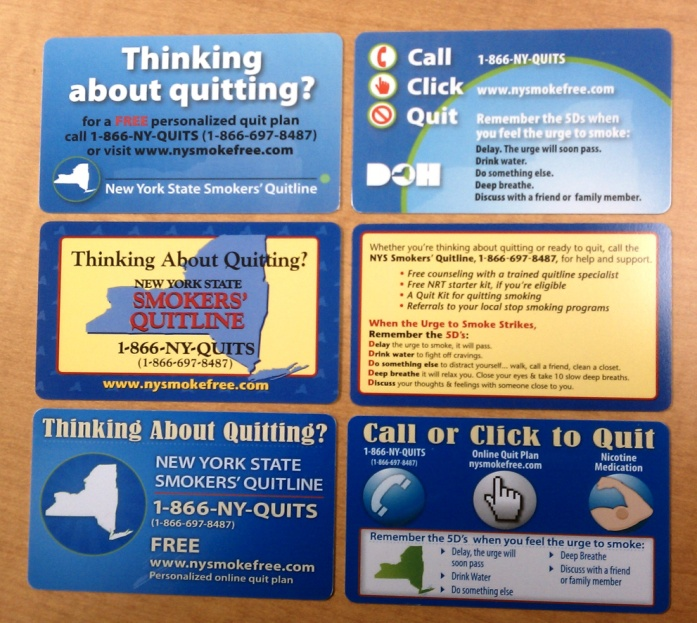 Thinking
about quitting?
for a FREE personalized quit plan
call 1-866-NY-QUITS (1-866-697-8487)
or visit www.nysmokefree.com
New York State Smokers' Quitline
Call 1-866-NY-QUITS
Click www.nysmokefree.com
Quit
Remember the 5Ds when
you feel the urge to smoke:
Delay. The urge will soon pass.
Drink water.
Do something else.
Deep breathe.
Discuss with a friend or family member.
DOH
Thinking About Quitting?
NEW YORK STATE
SMOKERS'
QUITLINE
1-866-NY-QUITS
(1-866-697-8487)
www.nysmokefree.com
Whether you're thinking about quitting or ready to quit, call the
NYS Smokers' Quitline, 1-866-697-8487, for help and support.
• Free counseling with a trained quitline specialist
• Free NRT starter kit, if you're eligible
• A Quit Kit for quitting smoking
• Referrals to your local stop smoking programs
When the Urge to Smoke Strikes,
Remember the 5D's:
Delay the urge to smoke, it will pass.
Drink water to fight off cravings.
Do something else to distract yourself... walk, call a friend, clean a closet.
Deep breathe it will relax you. Close your eyes & take 10 slow deep breaths.
Discuss your thoughts & feelings with someone close to you.
Thinking About Quitting?
NEW YORK STATE
SMOKERS' QUITLINE
1-866-NY-QUITS
(1-866-697-8487)
FREE
www.nysmokefree.com
Personalized online quit plan
Call or Click to Quit
1-866-NY-QUITS
(1-866-697-8487)
Online Quit Plan
nysmokefree.com
Nicotine
Medication
Remember the 5D's when you feel the urge to smoke:
Delay, the urge will
soon pass
Drink Water
Do something else
Deep Breathe
Discuss with a friend
or family member